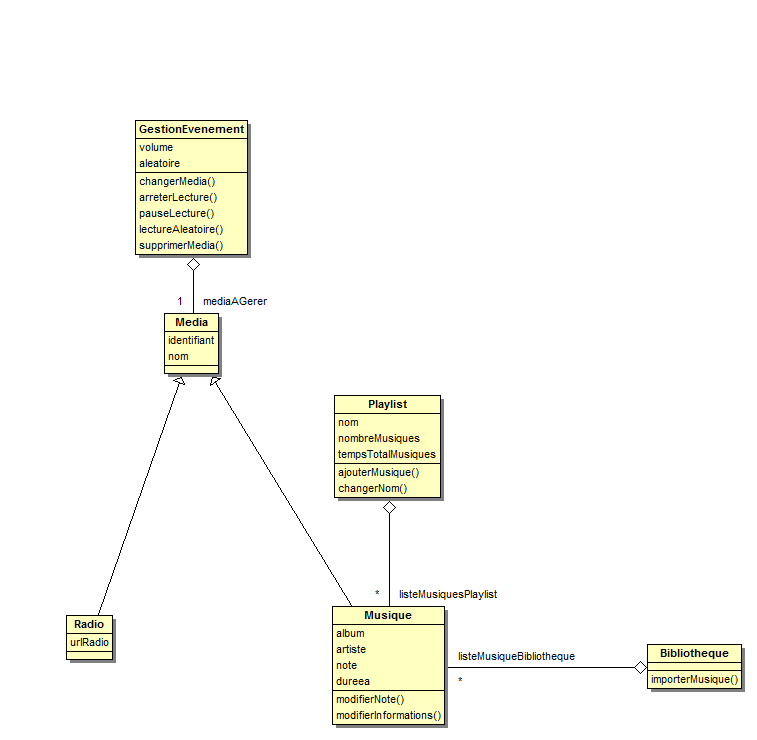 GestionEvenement
volume
aleatoire
changerMedia()
arreterLecture()
pauseLecture()
lectureAleatoire()
supprimerMedia()
1 mediaAGerer
Media
identifiant
nom
Playlist
nom
nombreMusiques
tempsTotalMusiques
ajouterMusique()
changerNom()
* listeMusiquesPlaylist
Radio
urlRadio
Musique
album
artiste
note
dureea
modifierNote()
modifierInformations()
listeMusiqueBibliotheque
*
Bibliotheque
importerMusique()